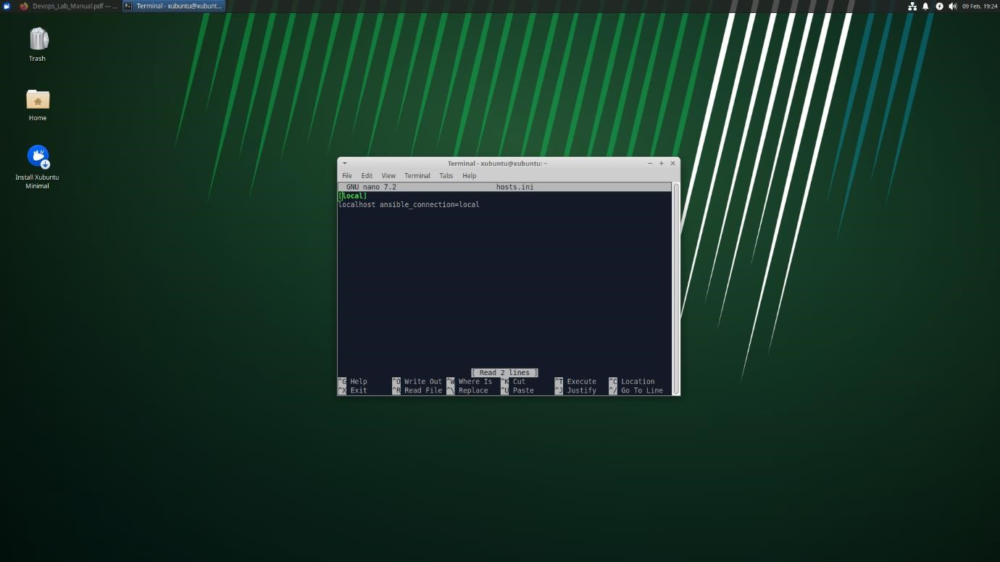 Devops_Lab_Manual.pdf — ...
Terminal - xubuntu@xubunt...
09 Feb, 19:24
Trash
Home
Install Xubuntu
Minimal
Terminal - xubuntu@xubuntu: ~
File Edit View Terminal Tabs Help
GNU nano 7.2 hosts.ini
[local]
localhost ansible_connection=local
[ Read 2 lines ]
^G Help ^O Write Out ^W Where Is ^K Cut ^T Execute ^C Location
^X Exit ^R Read File ^\ Replace ^U Paste ^J Justify ^/ Go To Line